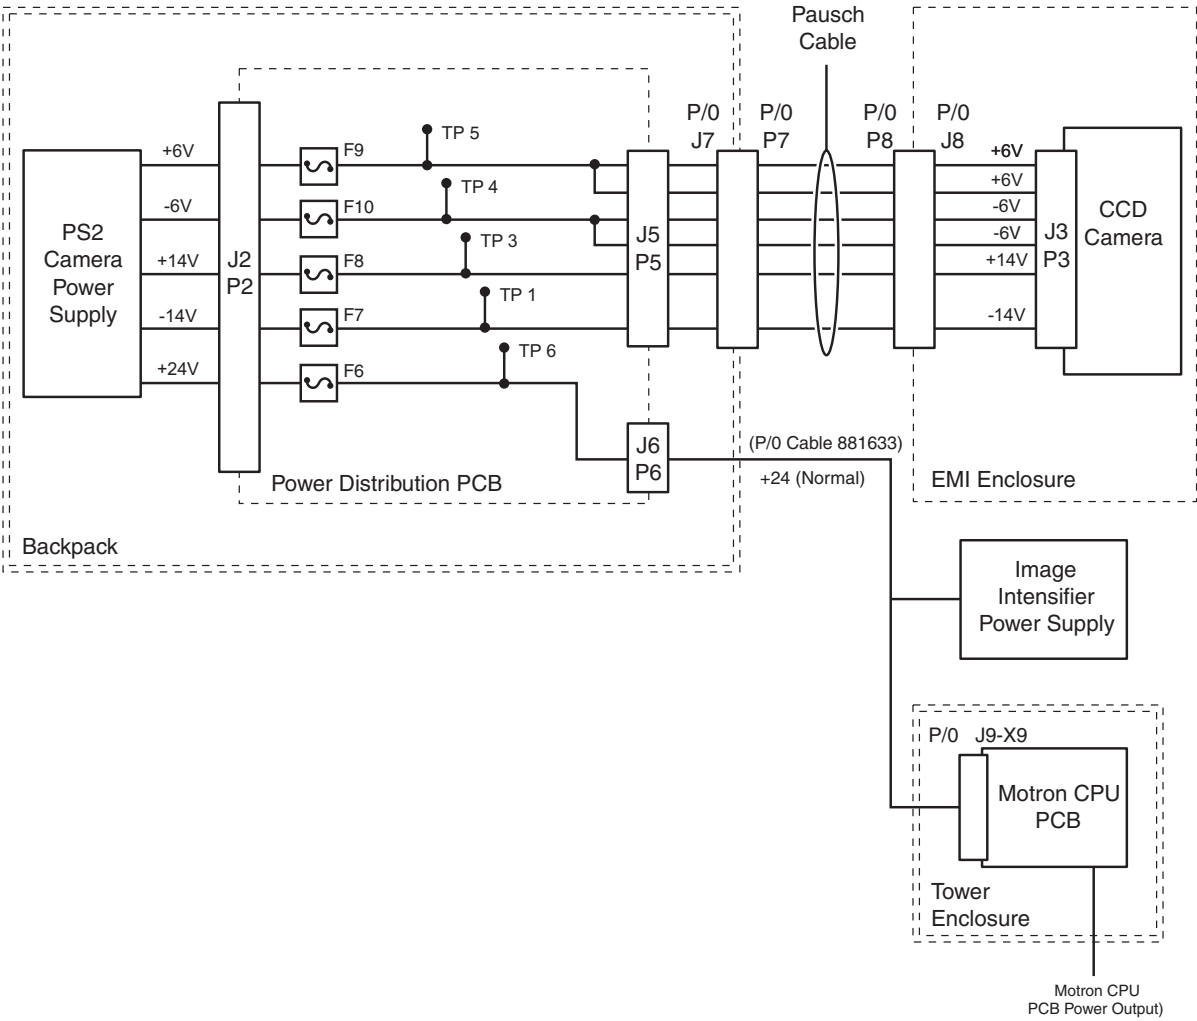 Pausch
Cable
P/0
J7
P/0
P7
P/0
P8
P/0
J8
TP 5
+6V
F9
+6V
TP 4
+6V
-6V
F10
-6V
CCD
Camera
PS2
Camera
Power
Supply
J2
P2
TP 3
J5
P5
-6V
J3
P3
+14V
F8
+14V
TP 1
-14V
F7
-14V
TP 6
+24V
F6
J6
P6
(P/0 Cable 881633)
+24 (Normal)
Power Distribution PCB
EMI Enclosure
Backpack
Image
Intensifier
Power Supply
P/0
J9-X9
Motron CPU
PCB
Tower
Enclosure
Motron CPU
PCB Power Output)